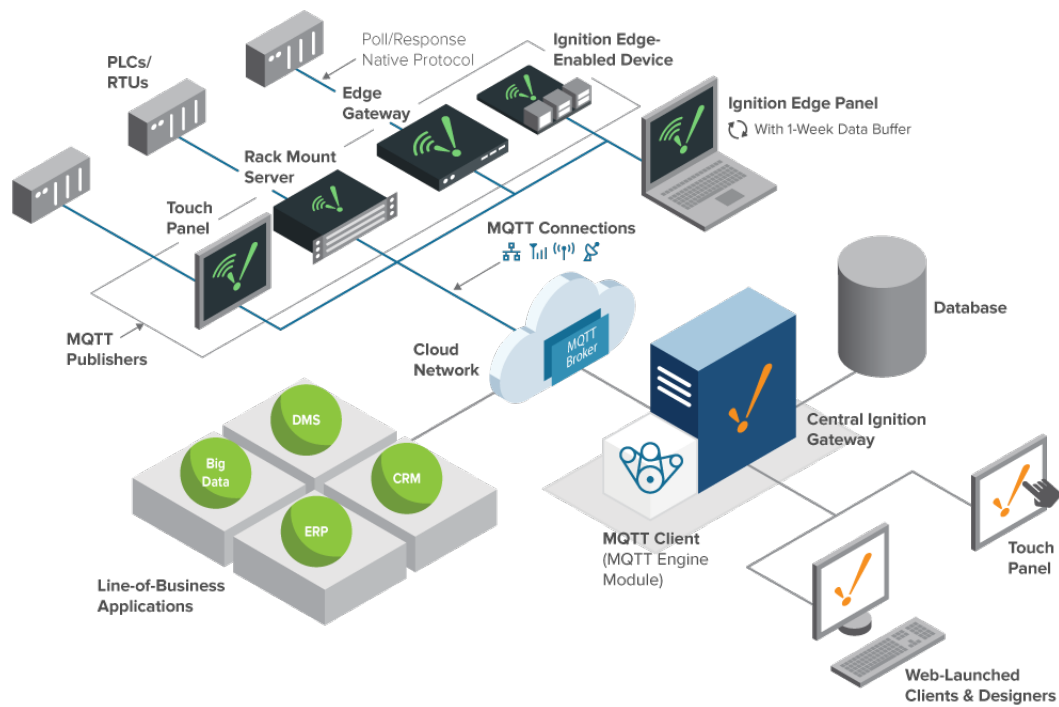 Poll/Response
Native Protocol
Ignition Edge-
Enabled Device
PLCs/
RTUs
Edge
Gateway
Ignition Edge Panel
With 1-Week Data Buffer
Rack Mount
Server
Touch
Panel
MQTT Connections
MQTT
Publishers
Database
Cloud
Network
MQTT
Broker
Central Ignition
Gateway
DMS
Big
Data
CRM
ERP
MQTT Client
(MQTT Engine
Module)
Touch
Panel
Line-of-Business
Applications
Web-Launched
Clients & Designers